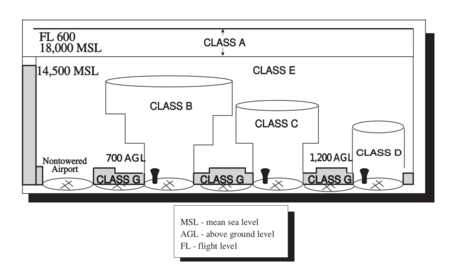 FL 600
18,000 MSL
CLASS A
14,500 MSL
CLASS E
CLASS B
CLASS C
Nontowered
Airport
700 AGL
1,200 AGL
CLASS D
CLASS G
CLASS G
CLASS G
MSL - mean sea level
AGL - above ground level
FL - flight level